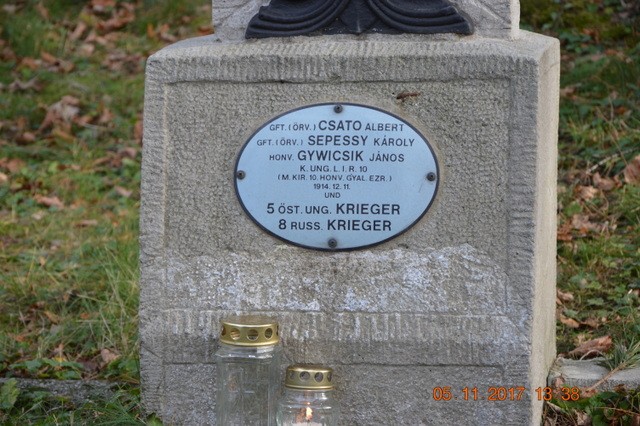 GFT. (ÖRV.) CSATO ALBERT
GFT. (ÖRV.) SEPESSY KÁROLY
HONV. GYWICSIK JÁNOS
K. UNG. L. I. R. 10
(M. KIR. 10. HONV. GYAL. EZR.)
1914. 12. 11.
UND
5 ÖST. UNG. KRIEGER
8 RUSS. KRIEGER
05 11 2017 13 38